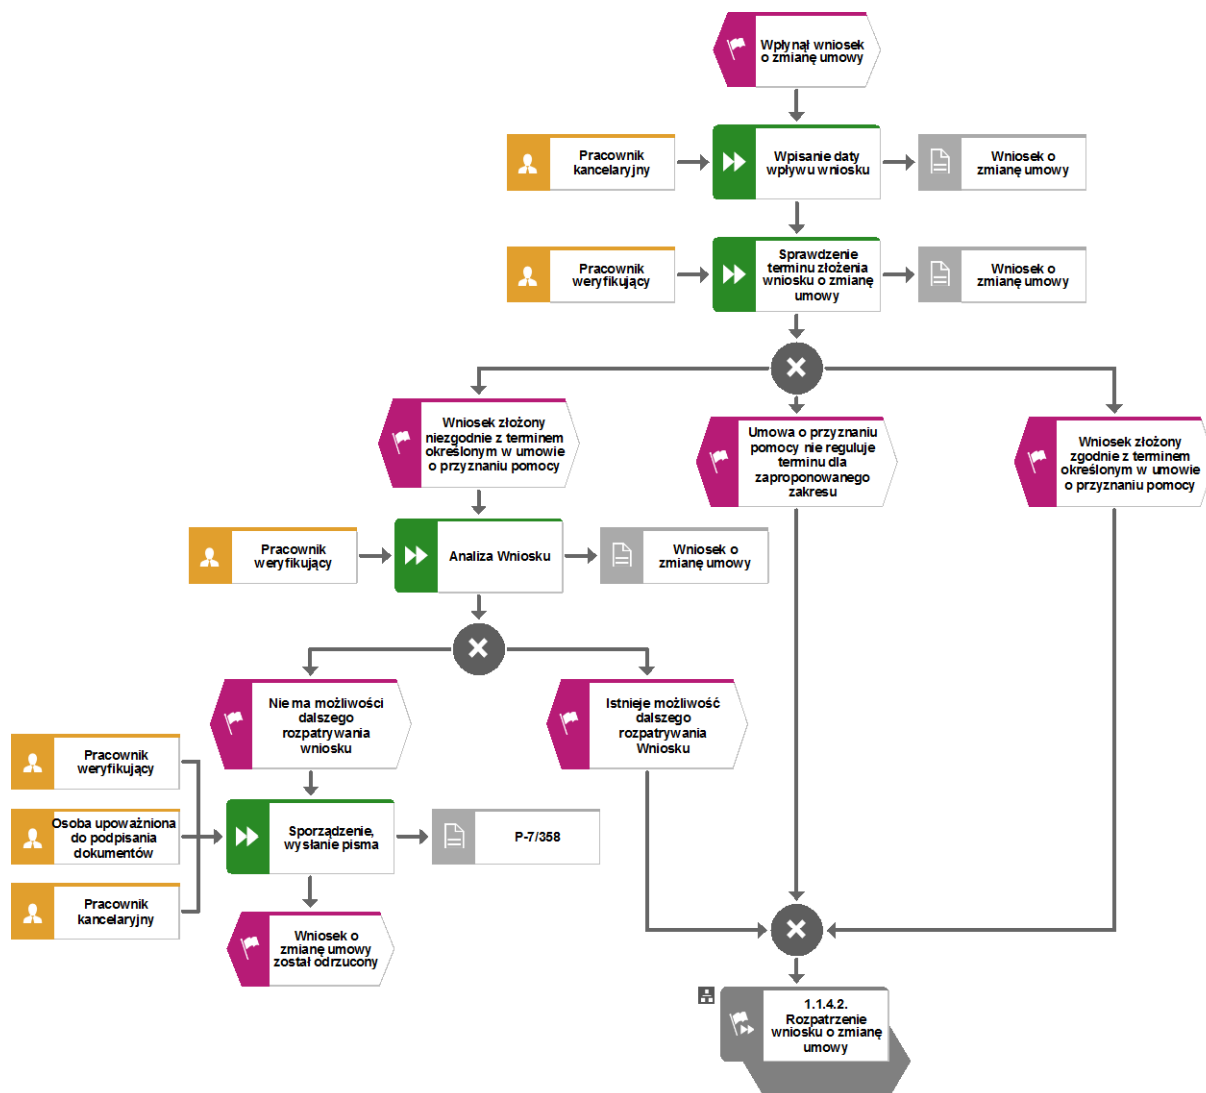 Wpłynął wniosek
o zmianę umowy
Pracownik
kancelaryjny
Wpisanie daty
wpływu wniosku
Wniosek o
zmianę umowy
Pracownik
weryfikujący
Sprawdzenie
terminu złożenia
wniosku o zmianę
umowy
Wniosek o
zmianę umowy
Wniosek złożony
niezgodnie z terminem
określonym w umowie
o przyznaniu pomocy
Umowa o przyznaniu
pomocy nie reguluje
terminu dla
zaproponowanego
zakresu
Wniosek złożony
zgodnie z terminem
określonym w umowie
o przyznaniu pomocy
Pracownik
weryfikujący
Analiza Wniosku
Wniosek o
zmianę umowy
Nie ma możliwości
dalszego
rozpatrywania
wniosku
Istnieje możliwość
dalszego
rozpatrywania
Wniosku
Pracownik
weryfikujący
Osoba upoważniona
do podpisania
dokumentów
Pracownik
kancelaryjny
Sporządzenie,
wysłanie pisma
P-7/358
Wniosek o
zmianę umowy
został odrzucony
1.1.4.2.
Rozpatrzenie
wniosku o zmianę
umowy